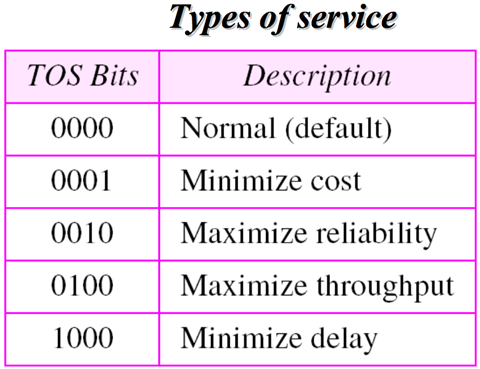 Types of service
TOS Bits Description
0000 Normal (default)
0001 Minimize cost
0010 Maximize reliability
0100 Maximize throughput
1000 Minimize delay